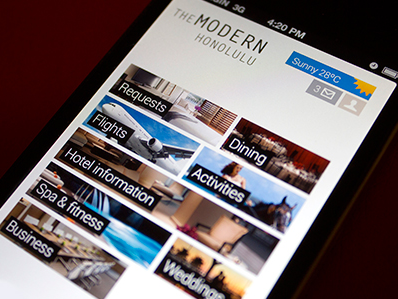 3G
4:20 PM
THE MODERN
HONOLULU
Sunny 28°C
3
Requests
Flights
Dining
Hotel Information
Activities
Spa & fitness
Business
Weddings